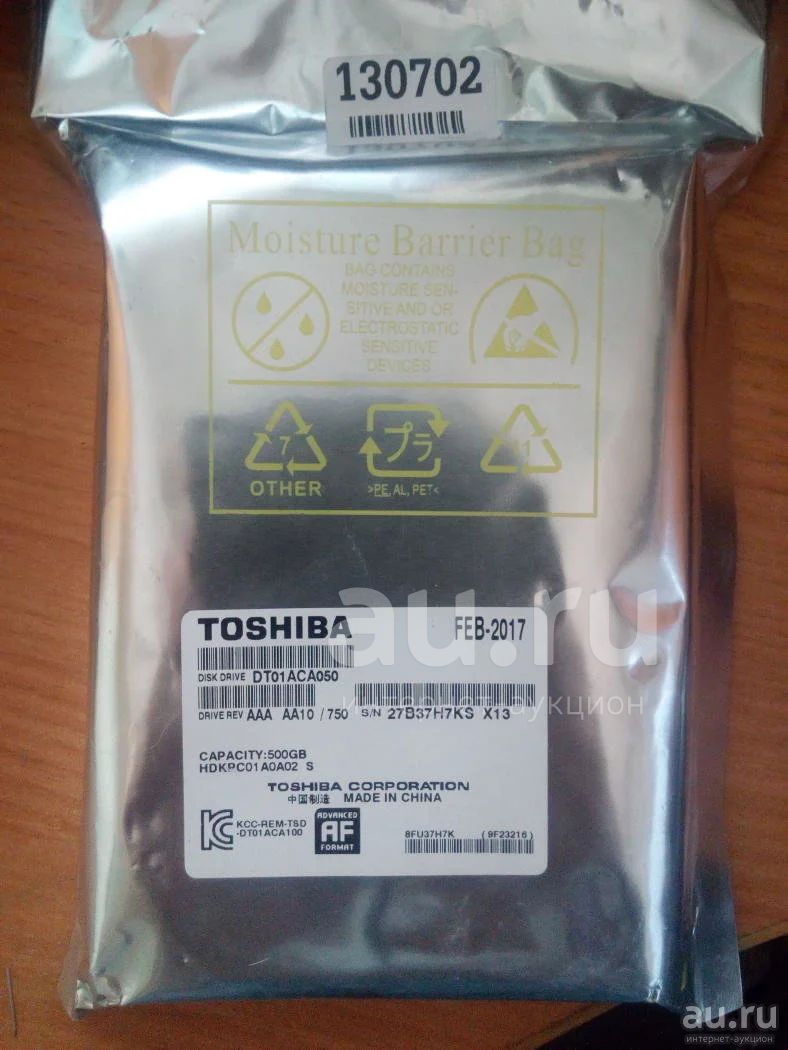 130702
Moisture Barrier Bag
BAG CONTAINS
MOISTURE SEN-
SITIVE AND OR
ELECTROSTATIC
SENSITIVE
DEVICES.
7
プラ
11
OTHER
>PE, AL, PET<
TOSHIBA
FEB-2017
DISK DRIVE DT01ACA050
DRIVE REV AAA AA10 / 750 S/N 27B37H7KS X13
CAPACITY:500GB
HDKPC01A0A02 S
TOSHIBA CORPORATION
中国制造 MADE IN CHINA
KCC-REM-TSD
-DT01ACA100
ADVANCED
AF
FORMAT
8FU37H7K (9F23216)
au.ru
интернет-аукцион
au.ru
интернет-аукцион